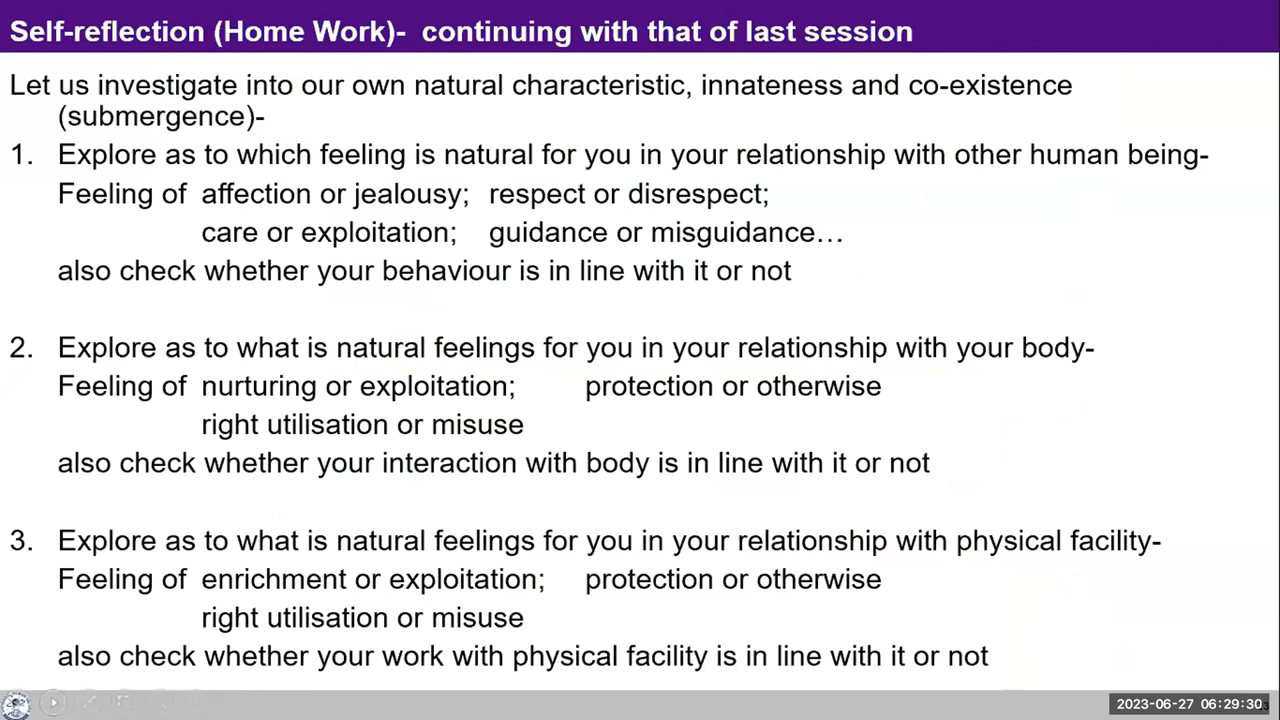 Self-reflection (Home Work)- continuing with that of last session
Let us investigate into our own natural characteristic, innateness and co-existence
(submergence)-
1. Explore as to which feeling is natural for you in your relationship with other human being-
Feeling of affection or jealousy; respect or disrespect;
care or exploitation; guidance or misguidance…
also check whether your behaviour is in line with it or not
2. Explore as to what is natural feelings for you in your relationship with your body-
Feeling of nurturing or exploitation; protection or otherwise
right utilisation or misuse
also check whether your interaction with body is in line with it or not
3. Explore as to what is natural feelings for you in your relationship with physical facility-
Feeling of enrichment or exploitation; protection or otherwise
right utilisation or misuse
also check whether your work with physical facility is in line with it or not
2023-06-27 06:29:30